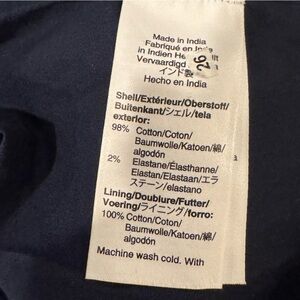 Made in India
Fabriqué en Inde
in Indien He
Vervaardigd
インド製
Hecho en India
26
Shell/Extérieur/Oberstoff/
Buitenkant/シェル/tela
exterior:
98% Cotton/Coton/
Baumwolle/Katoen/綿/
algodón
2% Elastane/Élasthanne/
Elastan/Elastaan/エラ
ステーン/elastano
Lining/Doublure/Futter/
Voering/ライニング/forro:
100% Cotton/Coton/
Baumwolle/Katoen/綿/
algodón
Machine wash cold. With